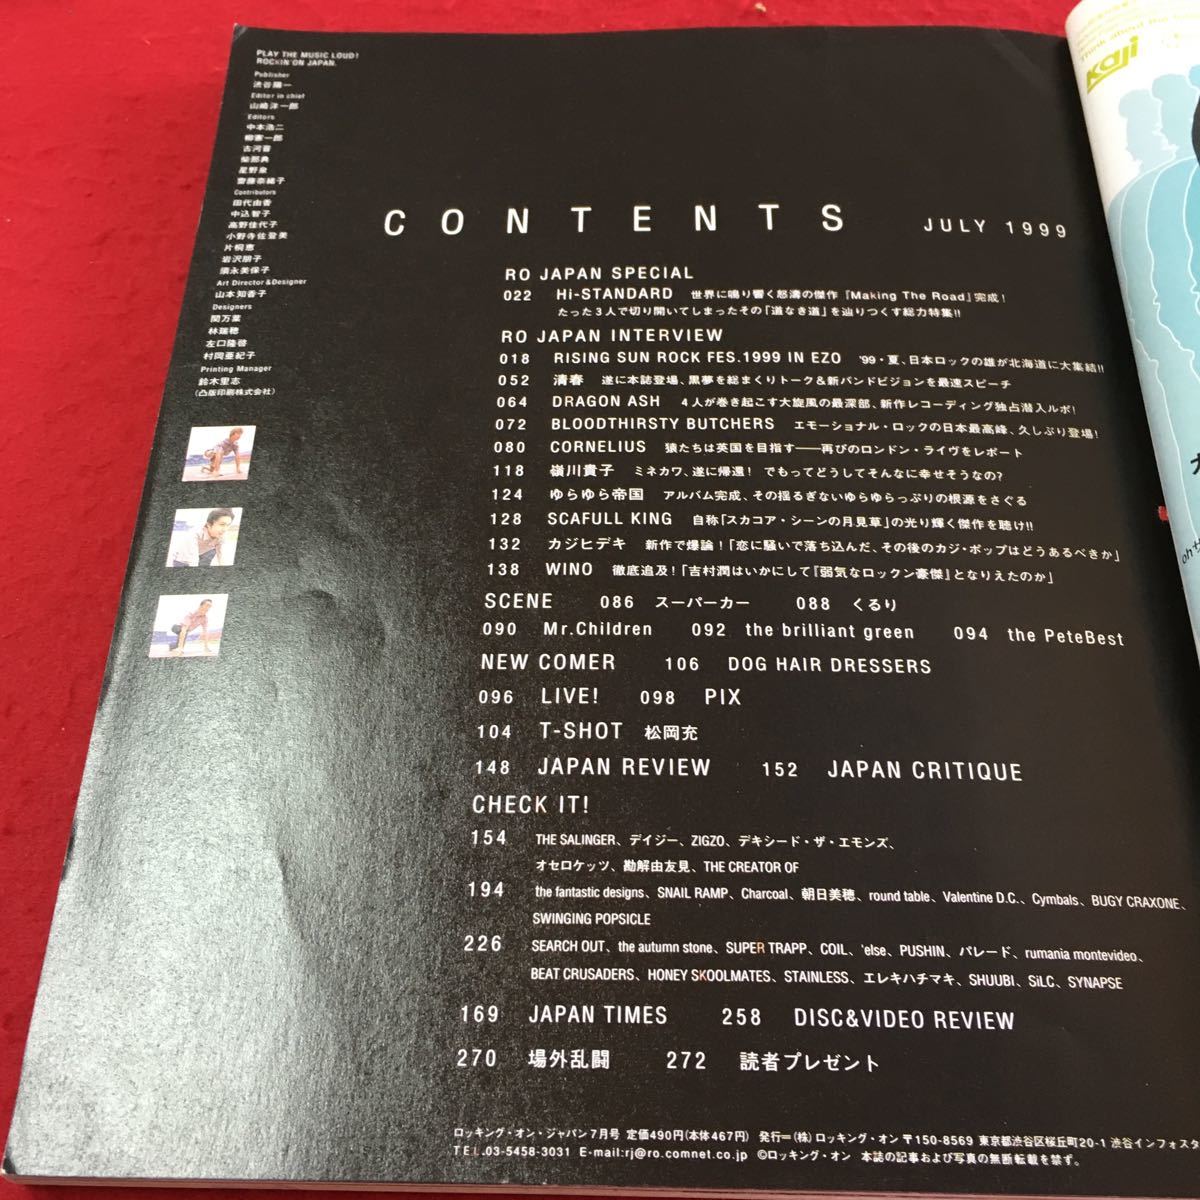 PLAY THE MUSIC LOUD!
ROCKIN'ON JAPAN.
Publisher
渋谷陽一
Editor in chief
山崎洋一郎
Editors
中本浩二
柳憲一郎
古河晋
柴那典
星野泉
齋藤奈緒子
Contributors
田代由香
中込智子
高野佳代子
小野寺佐登美
片桐恵
岩沢朋子
須永美保子
Art Director & Designer
山本知香子
Designers
関万葉
林瑞穂
左口隆啓
村岡亜紀子
Printing Manager
鈴木里志
(凸版印刷株式会社)
CONTENTS JULY 1999
RO JAPAN SPECIAL
022 Hi-STANDARD 世界に鳴り響く怒濤の傑作『Making The Road』完成!
たった3人で切り開いてしまったその「道なき道」を辿りつくす総力特集!!
RO JAPAN INTERVIEW
018 RISING SUN ROCK FES.1999 IN EZO '99・夏、日本ロックの雄が北海道に大集結!!
052 清春 遂に本誌登場、黒夢を総まくりトーク&新バンドビジョンを最速スピーチ
064 DRAGON ASH 4人が巻き起こす大旋風の最深部、新作レコーディング独占潜入ルポ!
072 BLOODTHIRSTY BUTCHERS エモーショナル・ロックの日本最高峰、久しぶり登場!
080 CORNELIUS 猿たちは英国を目指す――再びのロンドン・ライヴをレポート
118 嶺川貴子 ミネカワ、遂に帰還! でもってどうしてそんなに幸せそうなの?
124 ゆらゆら帝国 アルバム完成、その揺るぎないゆらゆらっぷりの根源をさぐる
128 SCAFULL KING 自称「スカコア・シーンの月見草」の光り輝く傑作を聴け!!
132 カジヒデキ 新作で爆論!「恋に騒いで落ち込んだ、その後のカジ・ポップはどうあるべきか」
138 WINO 徹底追及!「吉村潤はいかにして『弱気なロックン豪傑』となりえたのか」
SCENE 086 スーパーカー 088 くるり
090 Mr.Children 092 the brilliant green 094 the PeteBest
NEW COMER 106 DOG HAIR DRESSERS
096 LIVE! 098 PIX
104 T-SHOT 松岡充
148 JAPAN REVIEW 152 JAPAN CRITIQUE
CHECK IT!
154 THE SALINGER、デイジー、ZIGZO、デキシード・ザ・エモンズ、
オセロケッツ、勘解由友見、THE CREATOR OF
194 the fantastic designs、SNAIL RAMP、Charcoal、朝日美穂、round table、Valentine D.C.、Cymbals、BUGY CRAXONE、
SWINGING POPSICLE
226 SEARCH OUT、the autumn stone、SUPER TRAPP、COIL、'else、PUSHIN、パレード、rumania montevideo、
BEAT CRUSADERS、HONEY SKOOLMATES、STAINLESS、エレキハチマキ、SHUUBI、SiLC、SYNAPSE
169 JAPAN TIMES 258 DISC&VIDEO REVIEW
270 場外乱闘 272 読者プレゼント
ロッキング・オン・ジャパン7月号 定価490円(本体467円) 発行=(株)ロッキング・オン 〒150-8569 東京都渋谷区桜丘町20-1 渋谷インフォスタ
TEL.03-5458-3031 E-mail:rj@ro.comnet.co.jp ©ロッキング・オン 本誌の記事および写真の無断転載を禁ず。
Think about the
kaji